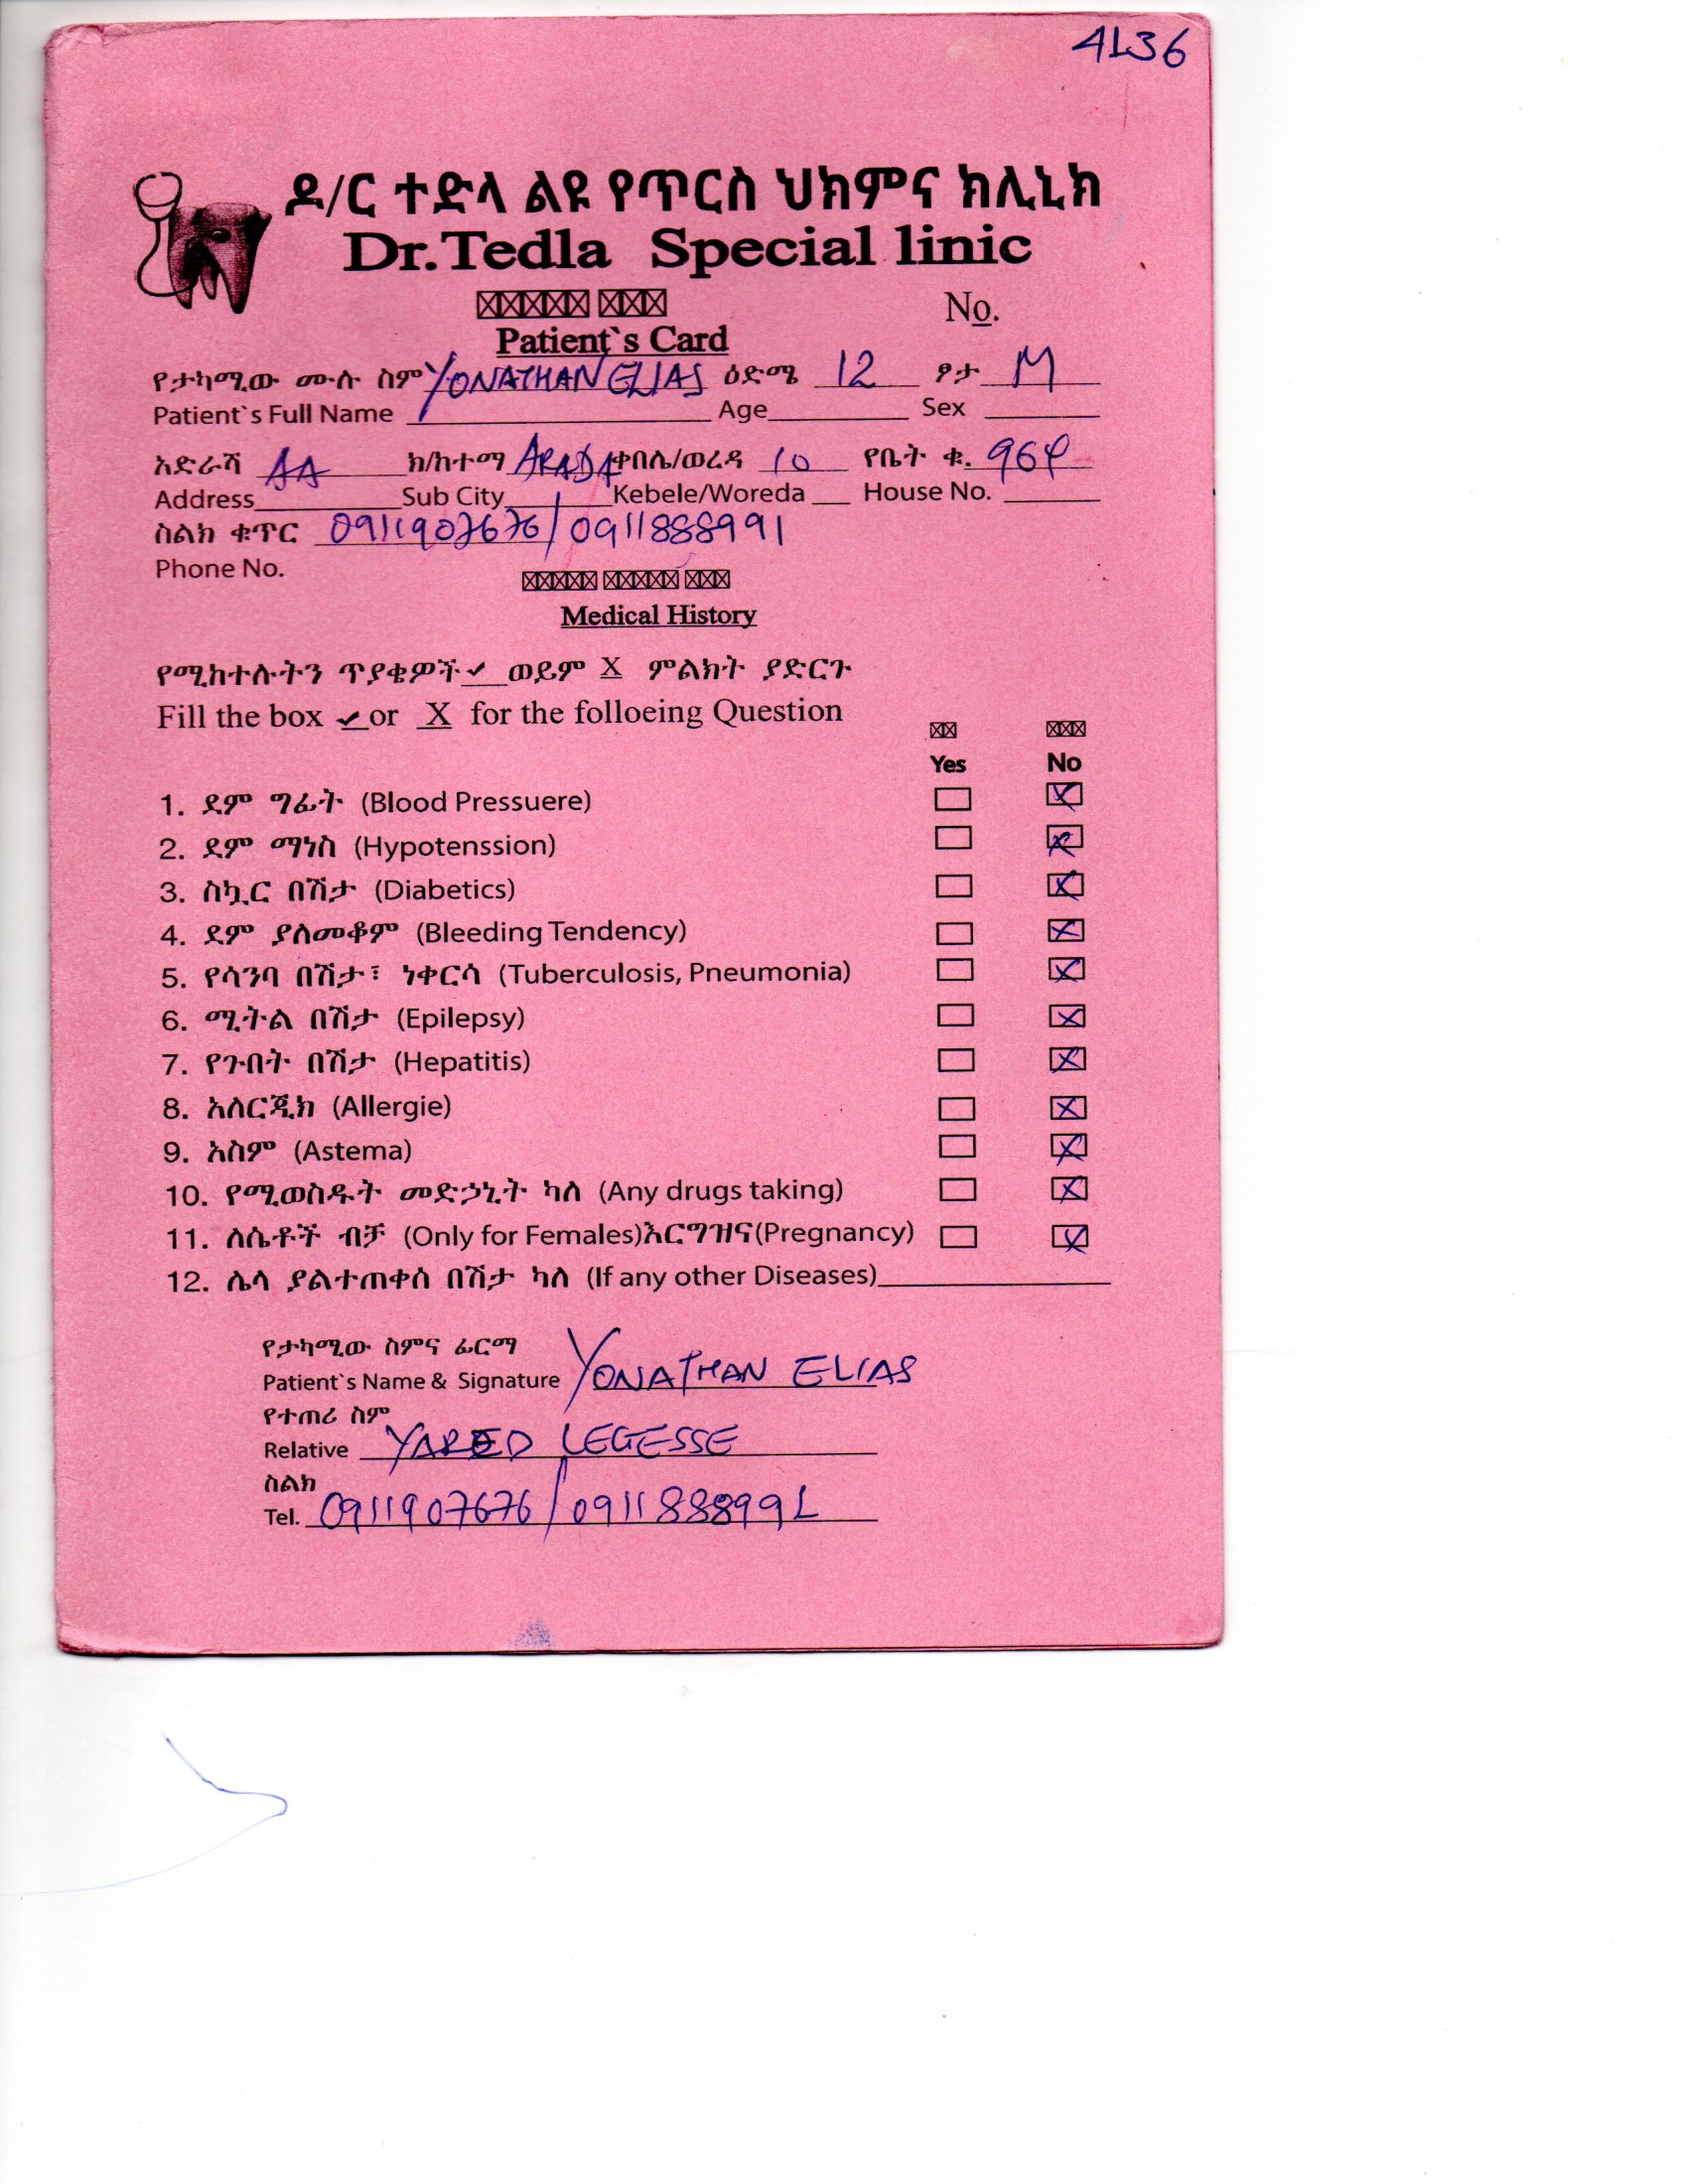 4136
ዶ/ር ተድላ ልዩ የጥርስ ህክምና ክሊኒክ
Dr.Tedla Special linic
No.
Patient`s Card
የታካሚው ሙሉ ስም YONATHAN ELIAS ዕድሜ 12 ፆታ M
Patient`s Full Name Age Sex
አድራሻ AA ክ/ከተማ ARADA ቀበሌ/ወረዳ 10 የቤት ቁ. 964
Address Sub City Kebele/Woreda House No.
ስልክ ቁጥር 0911907676/0911888991
Phone No.
Medical History
የሚከተሉትን ጥያቄዎች ✓ ወይም X ምልክት ያድርጉ
Fill the box ✓ or X for the folloeing Question
Yes No
1. ደም ግፊት (Blood Pressuere)
2. ደም ማነስ (Hypotenssion)
3. ስኳር በሽታ (Diabetics)
4. ደም ያለመቆም (Bleeding Tendency)
5. የሳንባ በሽታ፣ ነቀርሳ (Tuberculosis, Pneumonia)
6. ሚትል በሽታ (Epilepsy)
7. የጉበት በሽታ (Hepatitis)
8. አለርጂክ (Allergie)
9. አስም (Astema)
10. የሚወስዱት መድኃኒት ካለ (Any drugs taking)
11. ለሴቶች ብቻ (Only for Females)እርግዝና(Pregnancy)
12. ሌላ ያልተጠቀሰ በሽታ ካለ (If any other Diseases)
የታካሚው ስምና ፊርማ
Patient`s Name & Signature YONATHAN ELIAS
የተጠሪ ስም
Relative YARED LEGESSE
ስልክ
Tel. 0911907676/0911888991